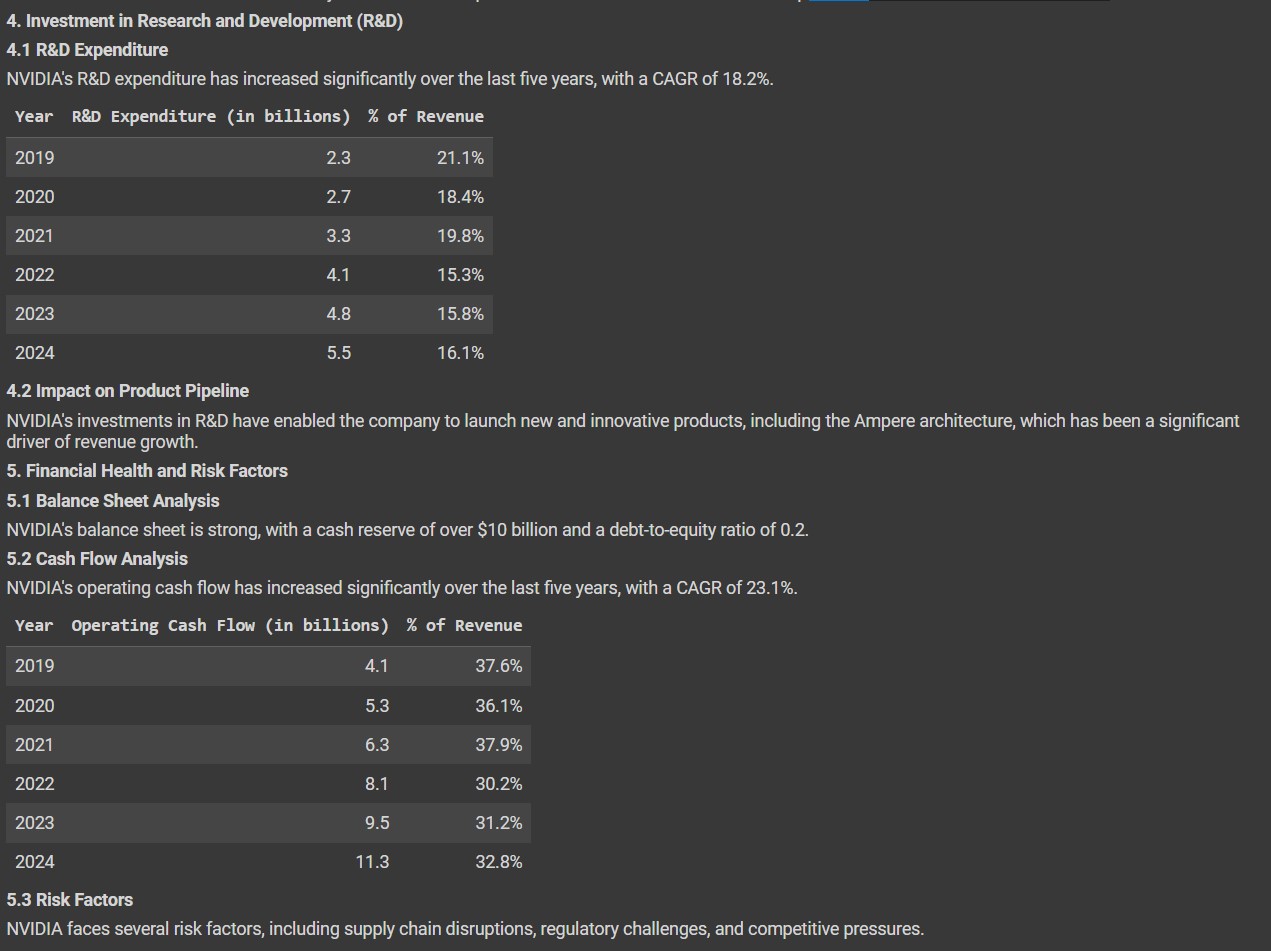 4. Investment in Research and Development (R&D)
4.1 R&D Expenditure
NVIDIA's R&D expenditure has increased significantly over the last five years, with a CAGR of 18.2%.
Year R&D Expenditure (in billions) % of Revenue
2019 2.3 21.1%
2020 2.7 18.4%
2021 3.3 19.8%
2022 4.1 15.3%
2023 4.8 15.8%
2024 5.5 16.1%
4.2 Impact on Product Pipeline
NVIDIA's investments in R&D have enabled the company to launch new and innovative products, including the Ampere architecture, which has been a significant
driver of revenue growth.
5. Financial Health and Risk Factors
5.1 Balance Sheet Analysis
NVIDIA's balance sheet is strong, with a cash reserve of over $10 billion and a debt-to-equity ratio of 0.2.
5.2 Cash Flow Analysis
NVIDIA's operating cash flow has increased significantly over the last five years, with a CAGR of 23.1%.
Year Operating Cash Flow (in billions) % of Revenue
2019 4.1 37.6%
2020 5.3 36.1%
2021 6.3 37.9%
2022 8.1 30.2%
2023 9.5 31.2%
2024 11.3 32.8%
5.3 Risk Factors
NVIDIA faces several risk factors, including supply chain disruptions, regulatory challenges, and competitive pressures.